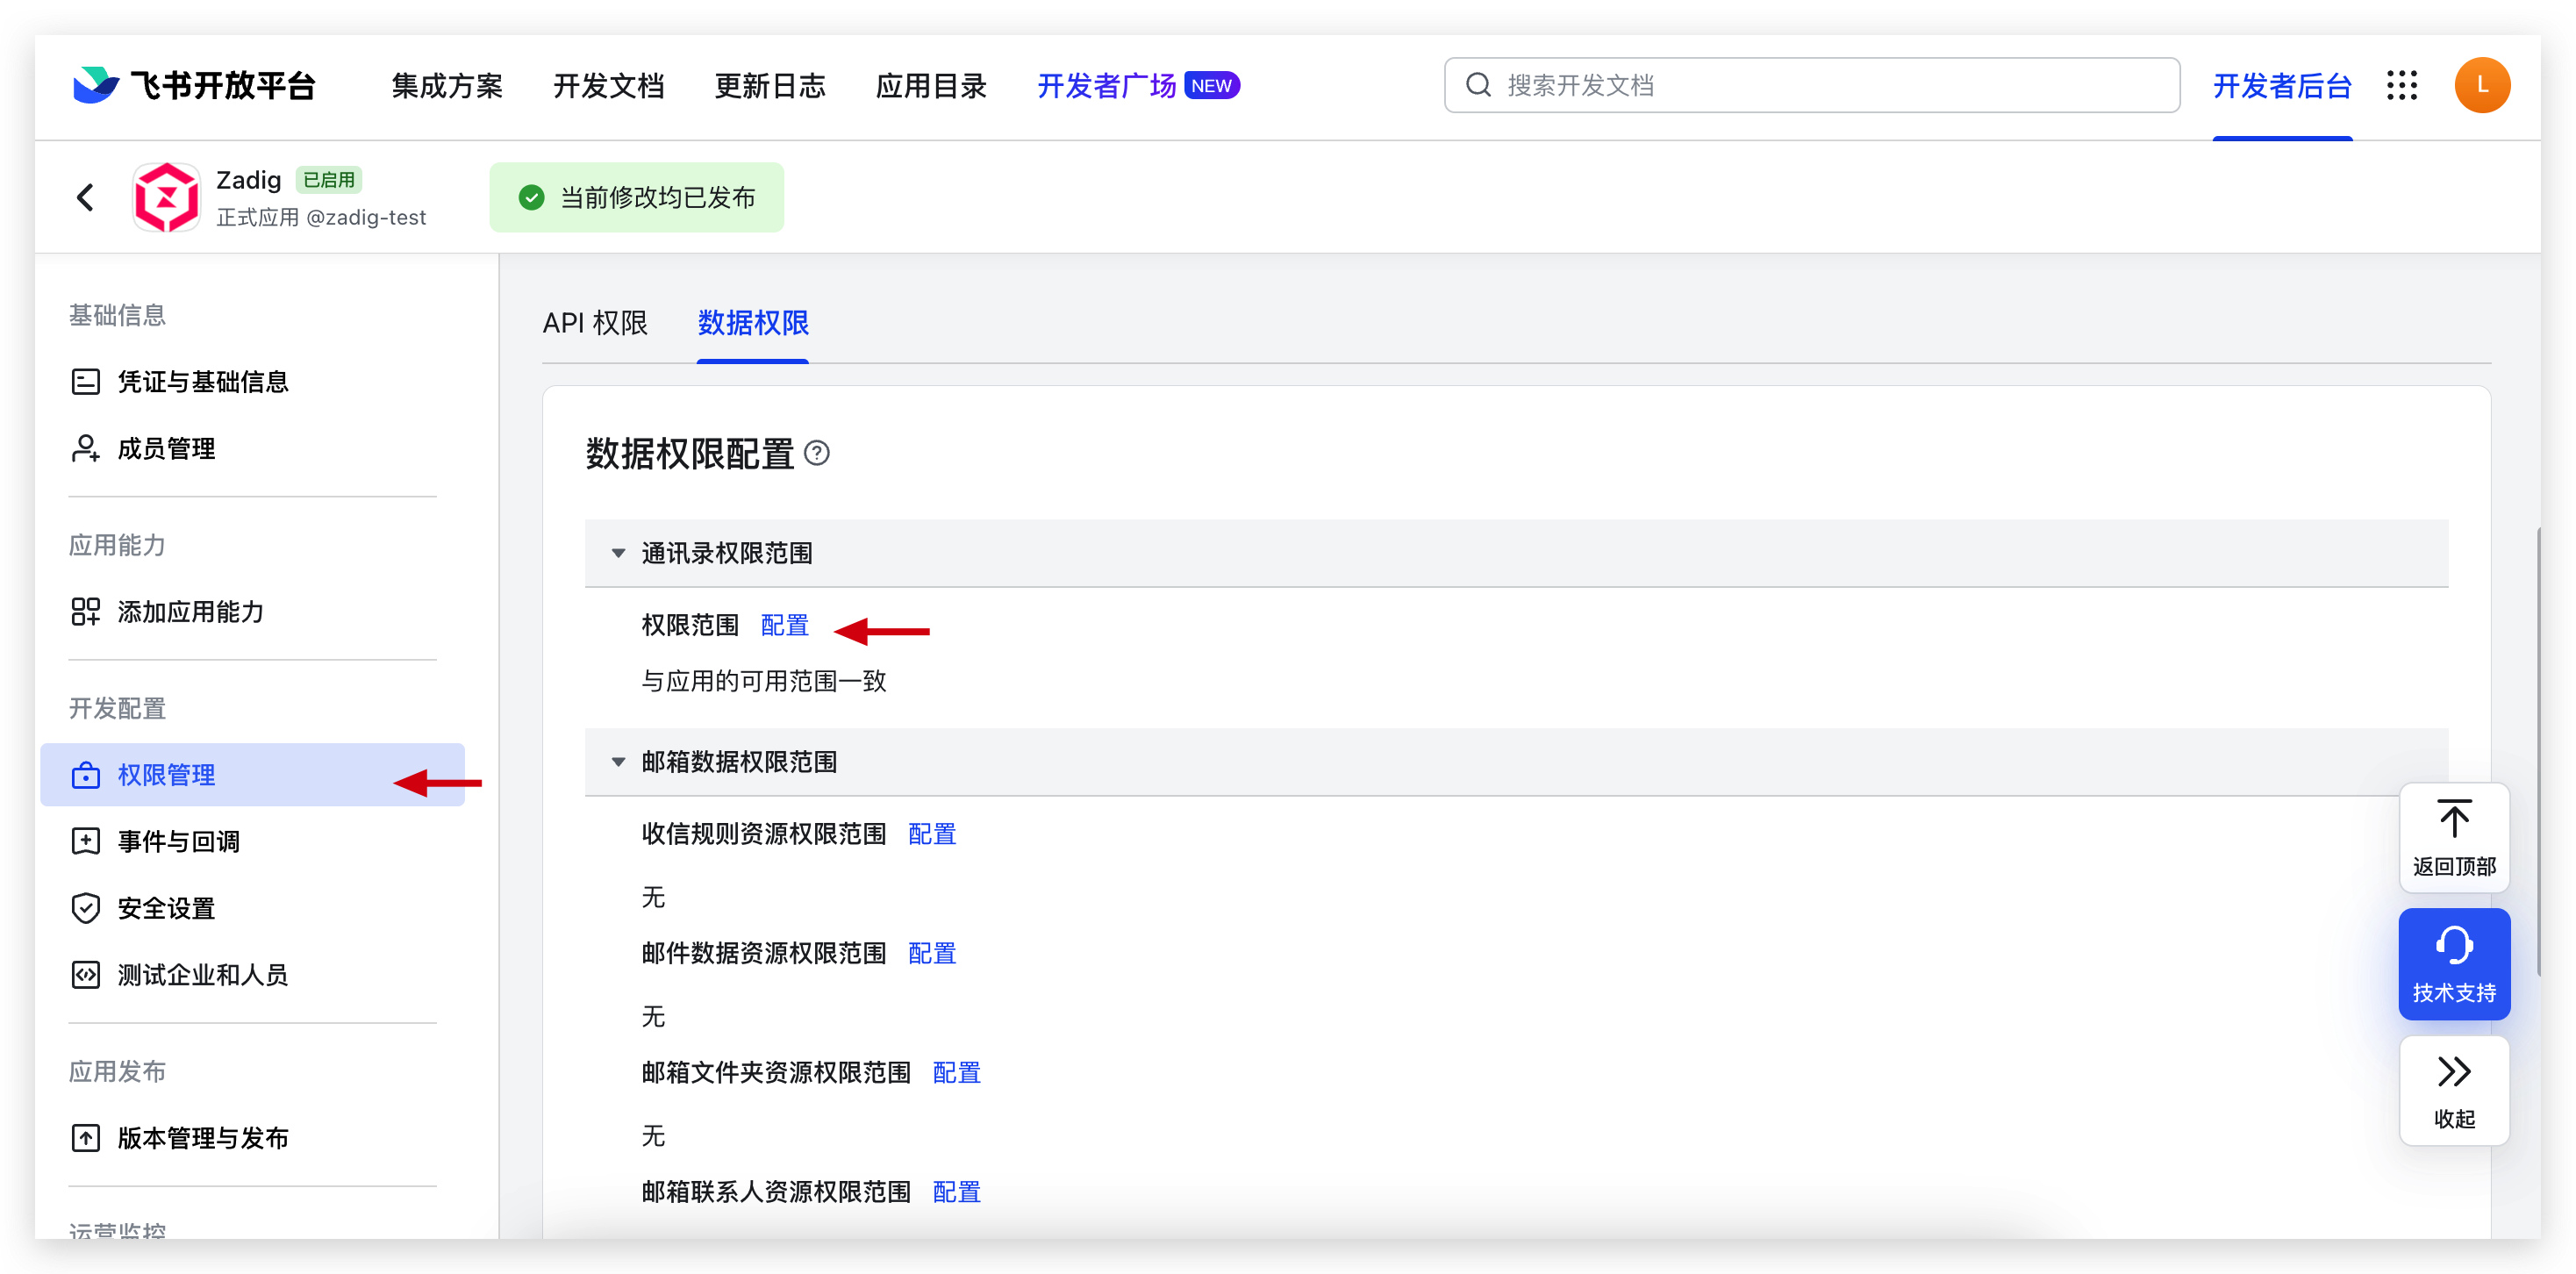 飞书开放平台 集成方案 开发文档 更新日志 应用目录 开发者广场 NEW 搜索开发文档 开发者后台 L
Zadig 已启用
正式应用 @zadig-test
当前修改均已发布
基础信息
凭证与基础信息
成员管理
应用能力
添加应用能力
开发配置
权限管理
事件与回调
安全设置
测试企业和人员
应用发布
版本管理与发布
运营监控
API 权限 数据权限
数据权限配置
通讯录权限范围
权限范围 配置
与应用的可用范围一致
邮箱数据权限范围
收信规则资源权限范围 配置
无
邮件数据资源权限范围 配置
无
邮箱文件夹资源权限范围 配置
无
邮箱联系人资源权限范围 配置
返回顶部
技术支持
收起